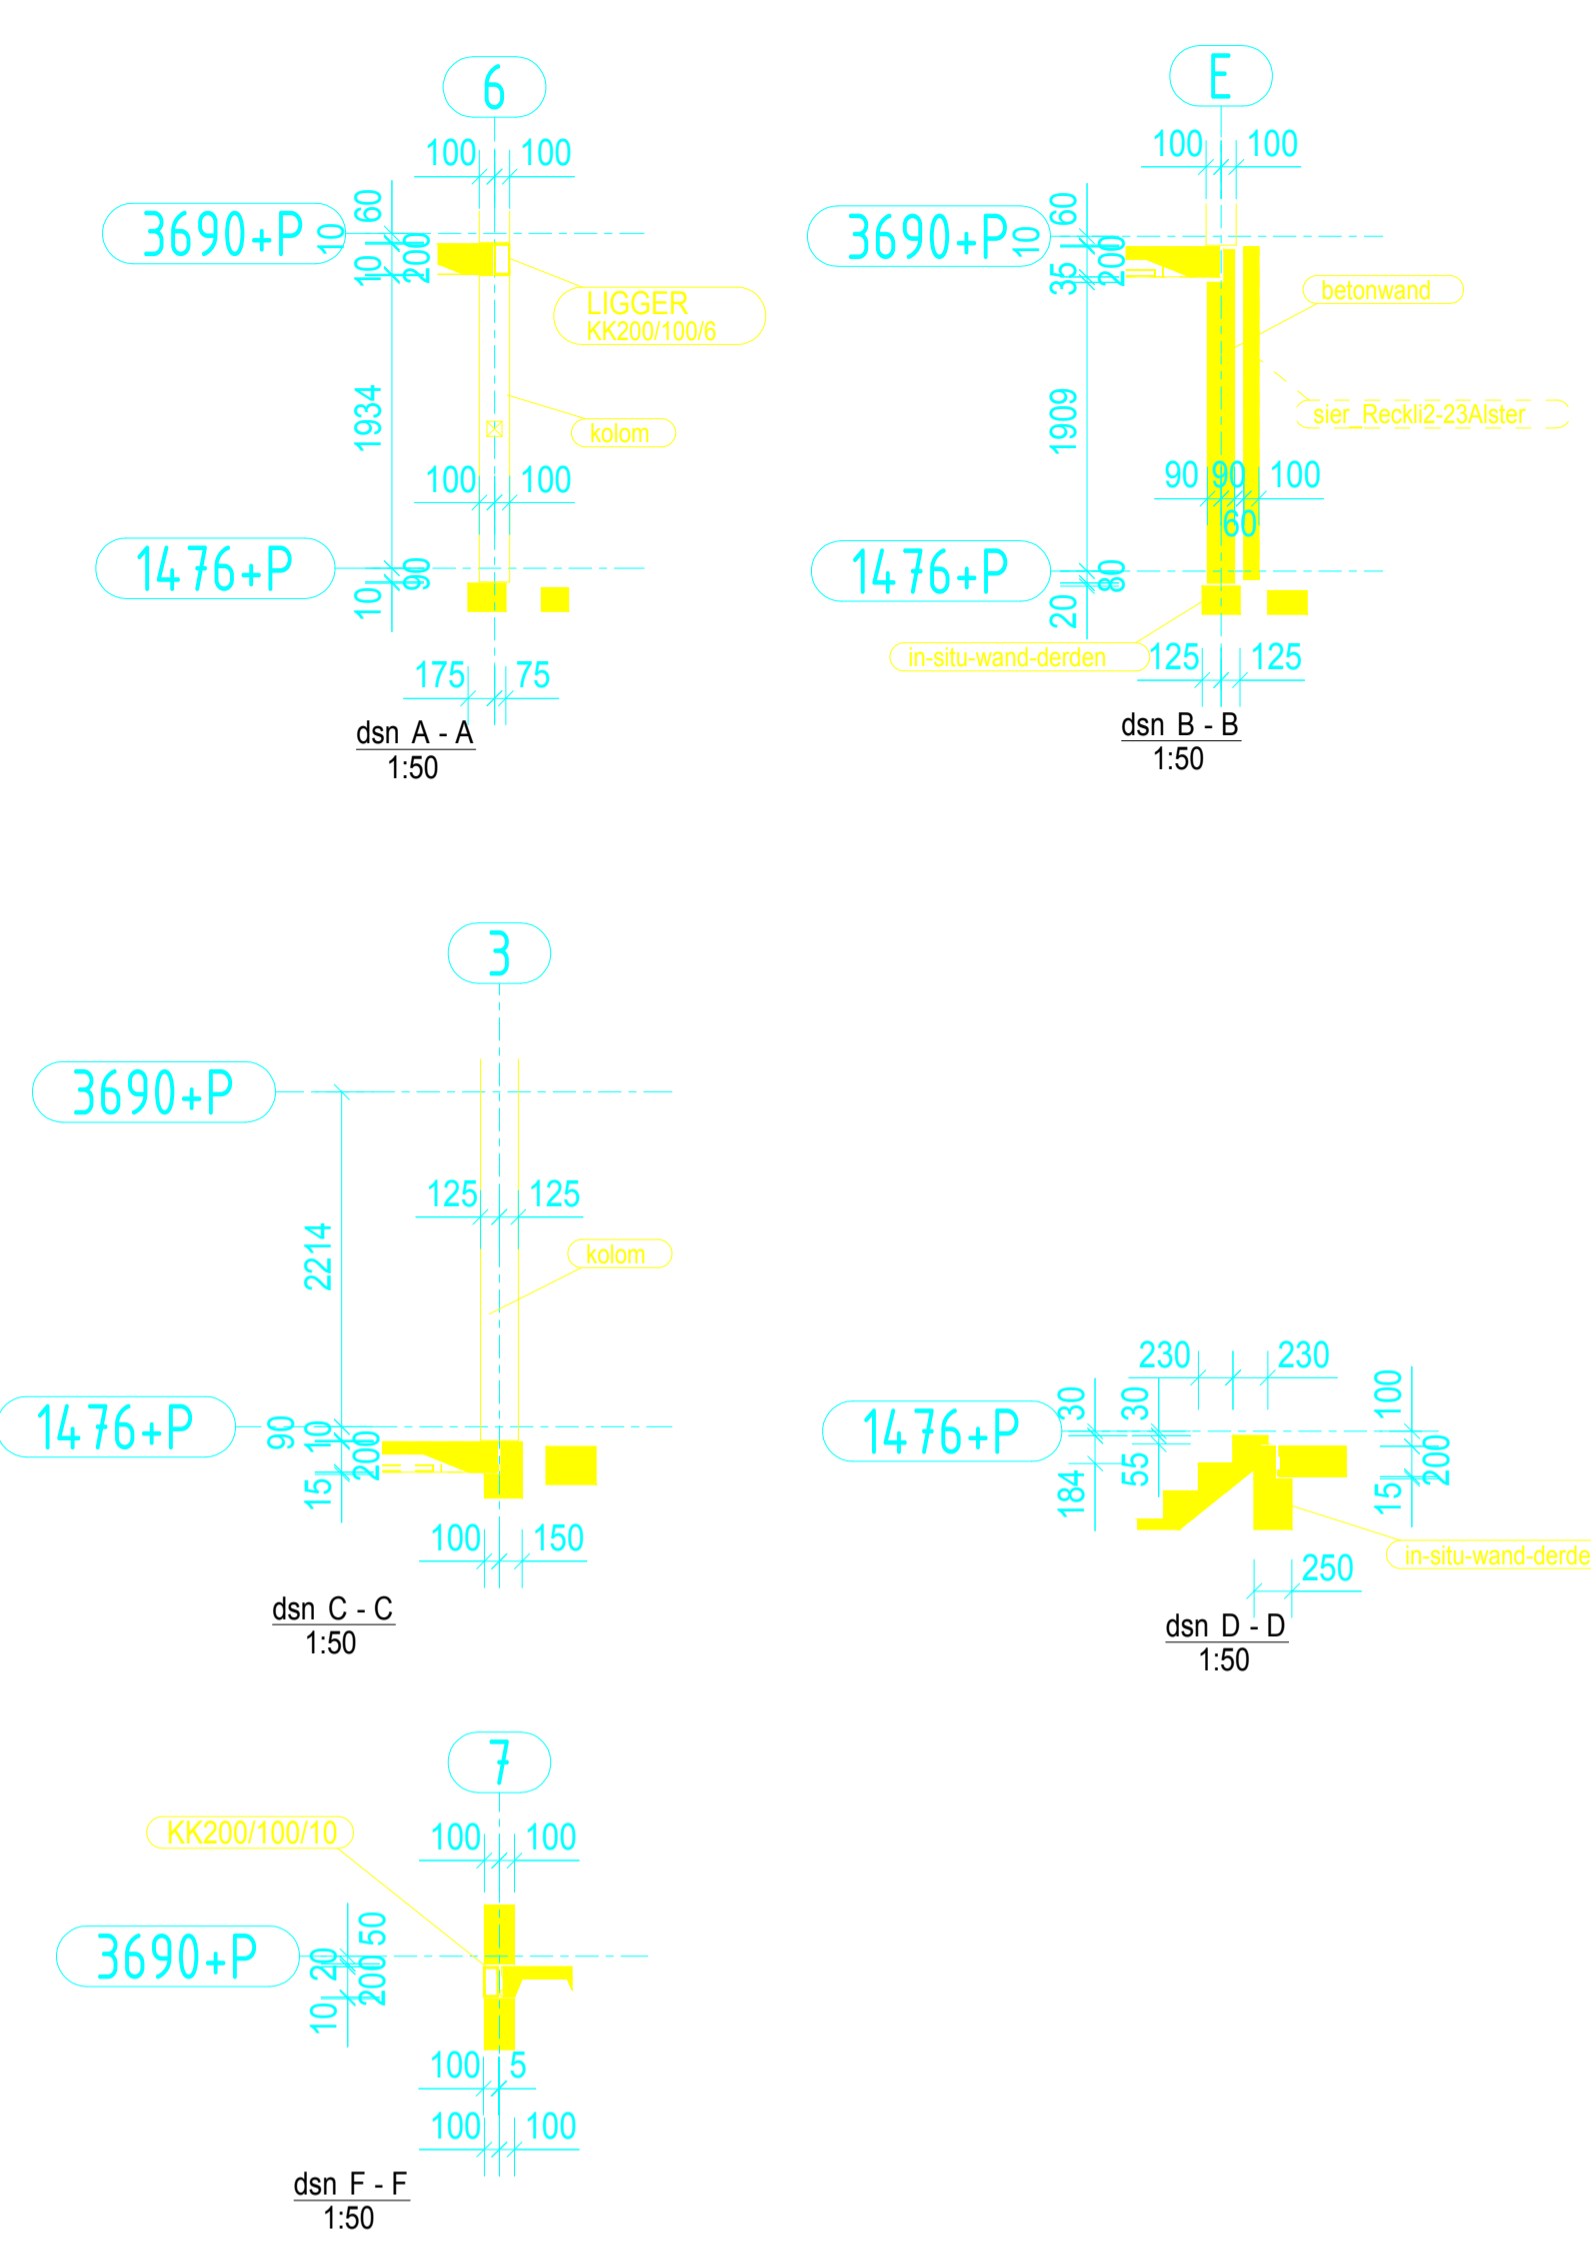 6
100 100
3690+P
60
10
10
200
LIGGER
KK200/100/6
1934
kolom
100 100
1476+P
90
10
175 75
dsn A - A
1:50
E
100 100
3690+P
60
10
200
35
betonwand
sier_Reckli2-23Alster
1909
90 90 100
60
1476+P
80
20
in-situ-wand-derden
125 125
dsn B - B
1:50
3
3690+P
125 125
2214
kolom
1476+P
90
10
200
15
100 150
dsn C - C
1:50
230 230
30
30
100
1476+P
55
184
200
15
in-situ-wand-derde
250
dsn D - D
1:50
7
KK200/100/10
100 100
3690+P
50
20
200
10
100 5
100 100
dsn F - F
1:50